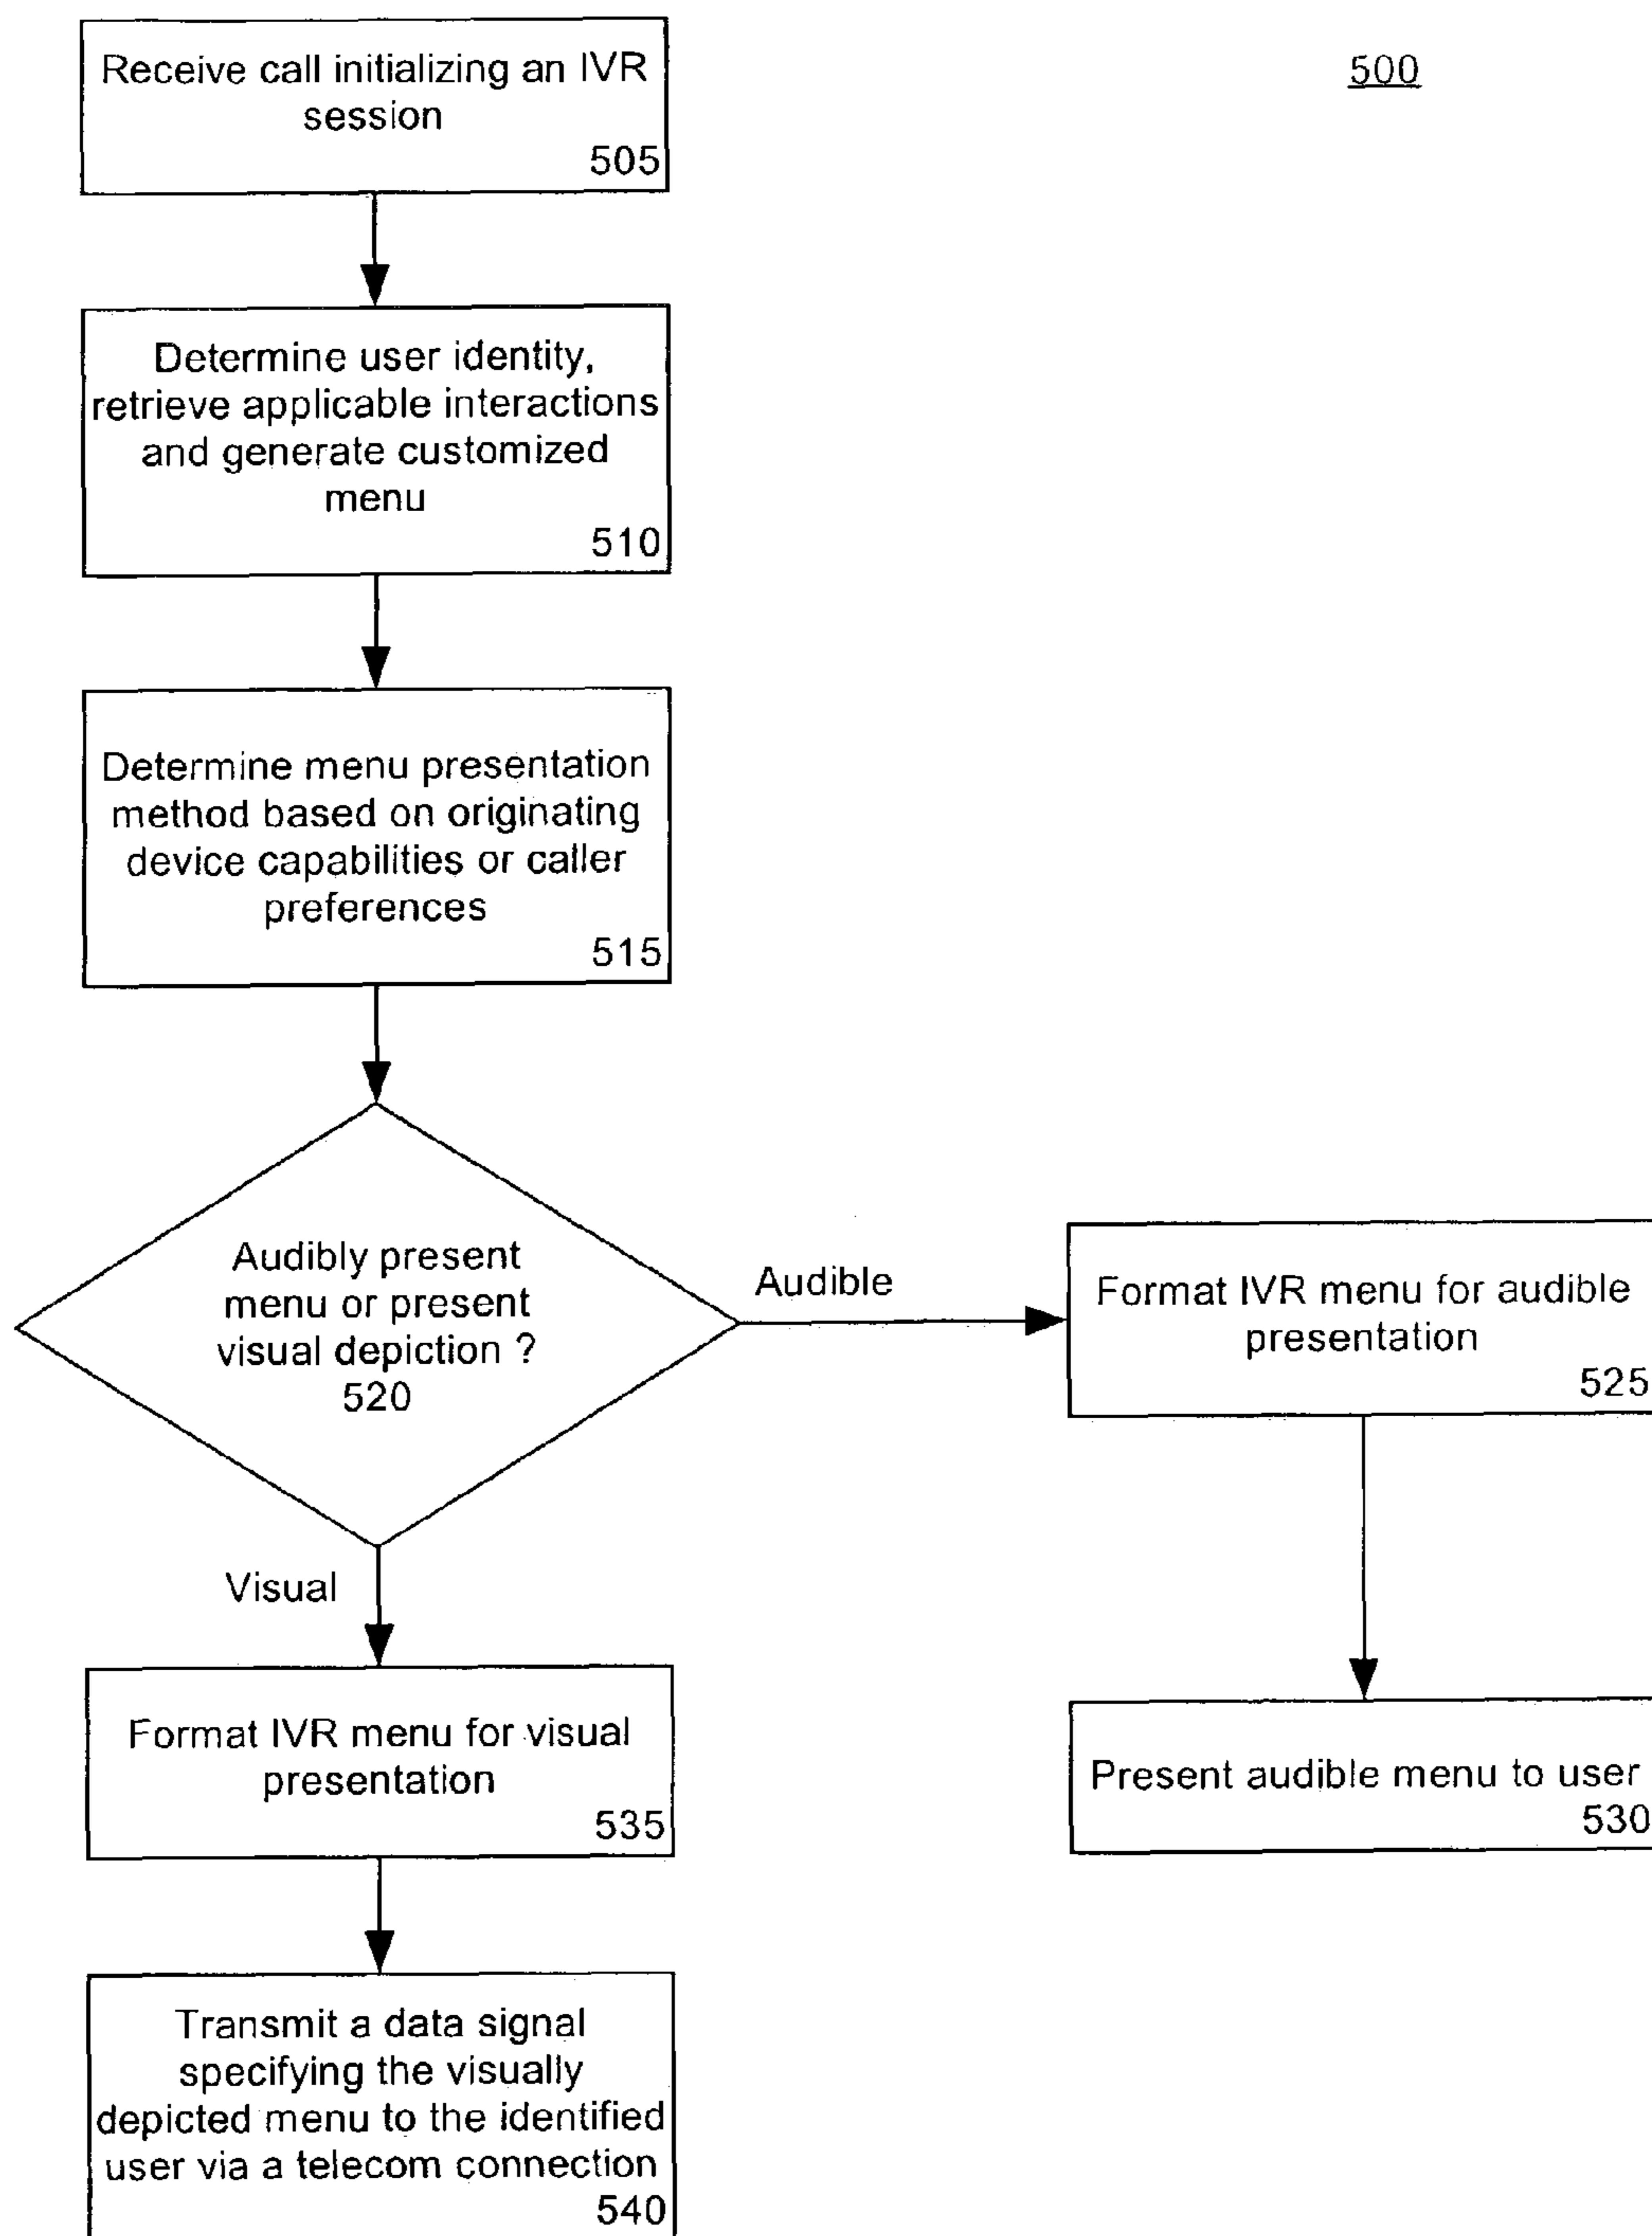 500
Receive call initializing an IVR
session
505
Determine user identity,
retrieve applicable interactions
and generate customized
menu
510
Determine menu presentation
method based on originating
device capabilities or caller
preferences
515
Audibly present
menu or present
visual depiction ?
520
Audible
Format IVR menu for audible
presentation
525
Present audible menu to user
530
Visual
Format IVR menu for visual
presentation
535
Transmit a data signal
specifying the visually
depicted menu to the identified
user via a telecom connection
540